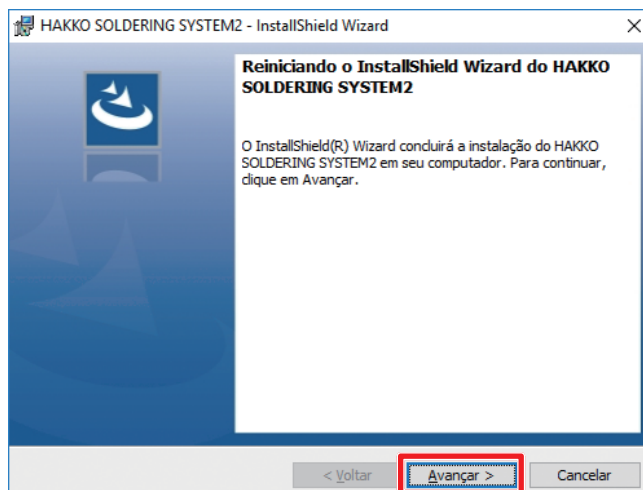 HAKKO SOLDERING SYSTEM2 - InstallShield Wizard
Reiniciando o InstallShield Wizard do HAKKO
SOLDERING SYSTEM2
O InstallShield(R) Wizard concluirá a instalação do HAKKO
SOLDERING SYSTEM2 em seu computador. Para continuar,
clique em Avançar.
< Voltar Avançar > Cancelar